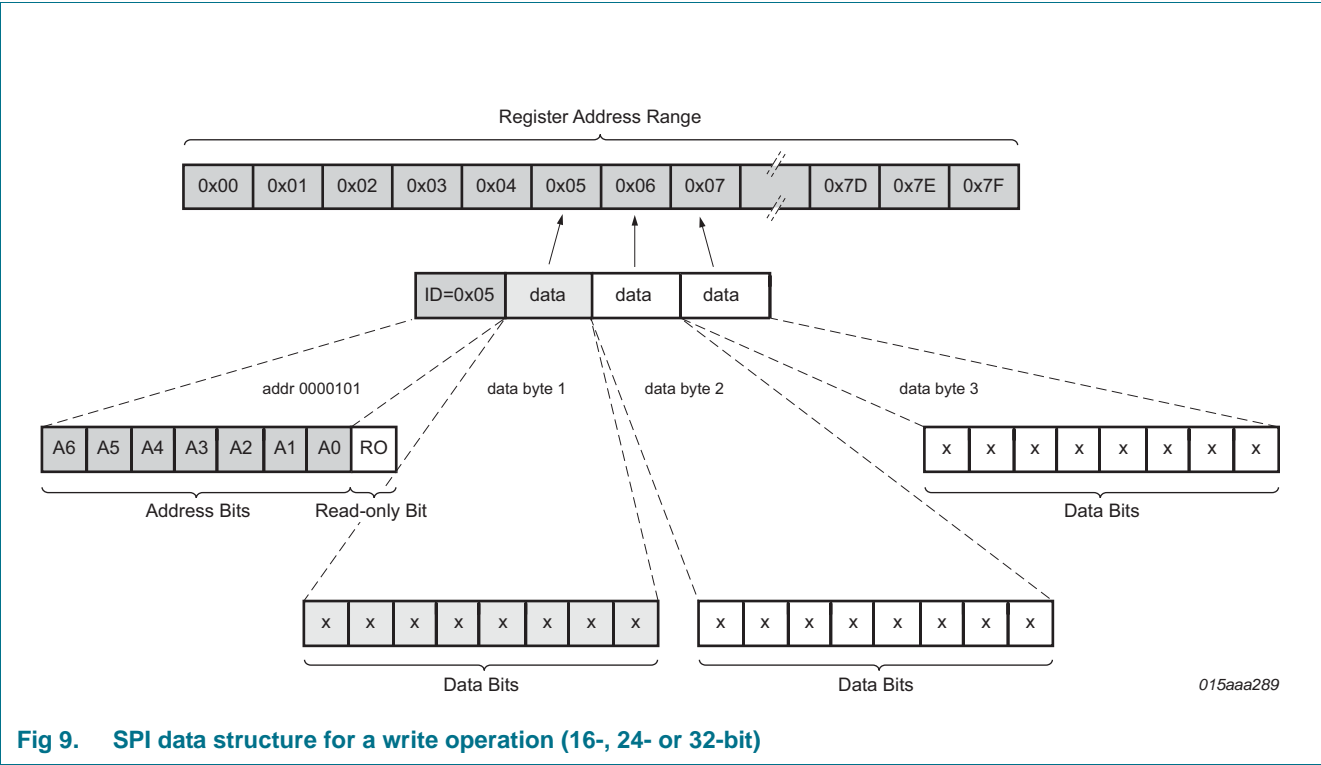 Register Address Range
0x00 0x01 0x02 0x03 0x04 0x05 0x06 0x07 0x7D 0x7E 0x7F
ID=0x05 data data data
addr 0000101 data byte 1 data byte 2 data byte 3
A6 A5 A4 A3 A2 A1 A0 RO x x x x x x x x
Address Bits Read-only Bit Data Bits
x x x x x x x x x x x x x x x x
Data Bits Data Bits 015aaa289
Fig 9. SPI data structure for a write operation (16-, 24- or 32-bit)